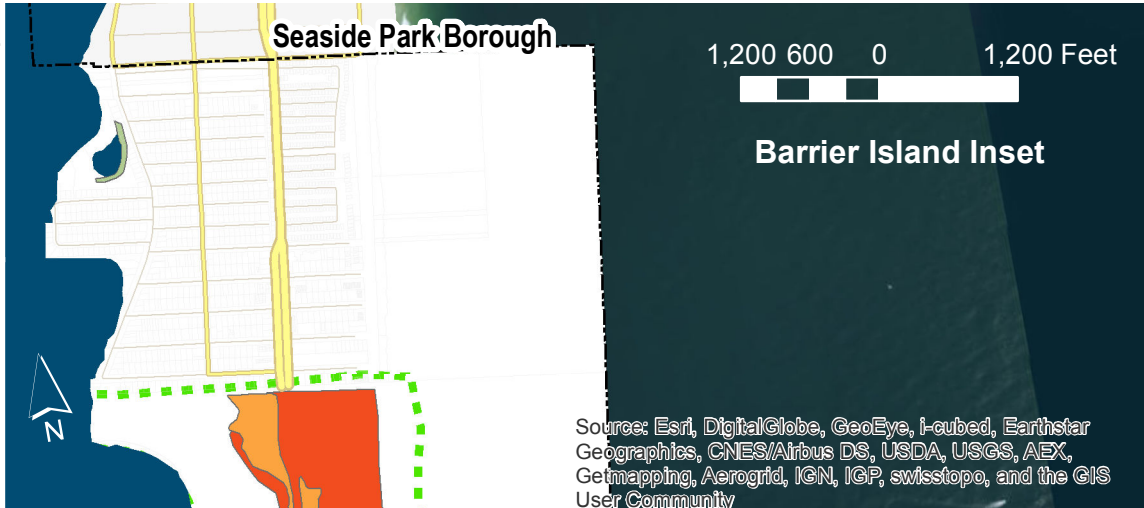 Seaside Park Borough
1,200 600 0 1,200 Feet
Barrier Island Inset
N
Source: Esri, DigitalGlobe, GeoEye, i-cubed, Earthstar
Geographics, CNES/Airbus DS, USDA, USGS, AEX,
Getmapping, Aerogrid, IGN, IGP, swisstopo, and the GIS
User Community